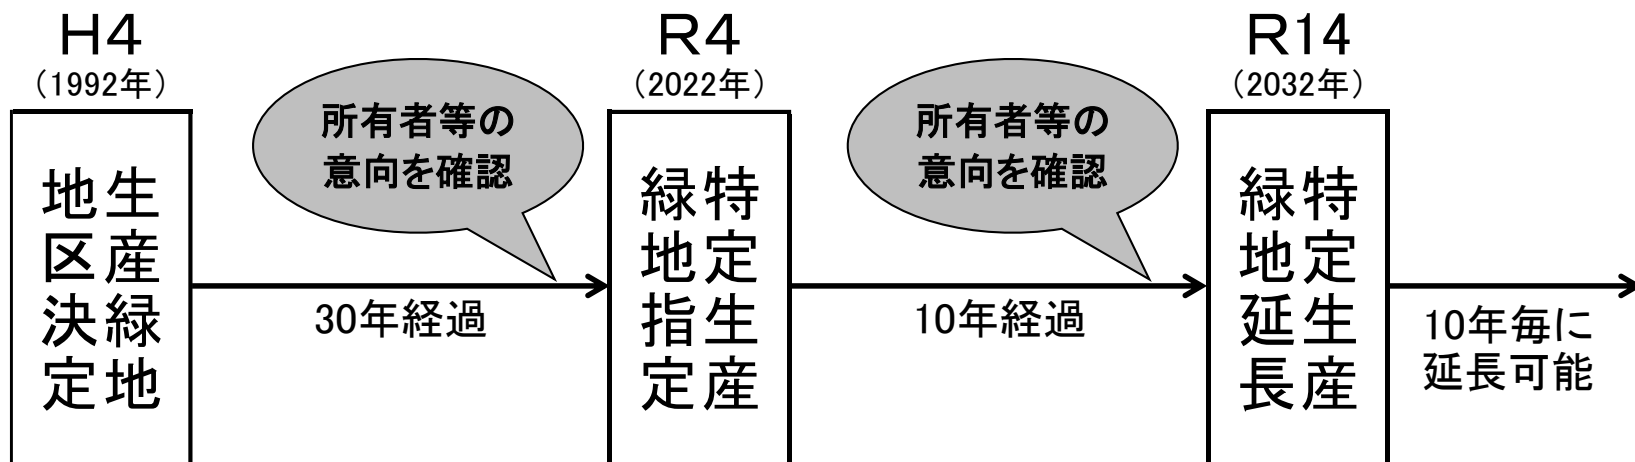 H4
（1992年）
生産緑地
地区決定
所有者等の
意向を確認
30年経過
R4
（2022年）
特定生産
緑地指定
所有者等の
意向を確認
10年経過
R14
（2032年）
特定生産
緑地延長
10年毎に
延長可能